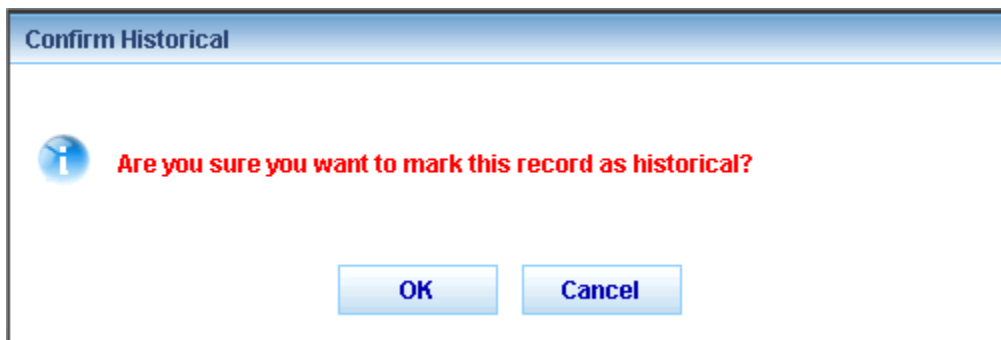 Confirm Historical
Are you sure you want to mark this record as historical?
OK Cancel